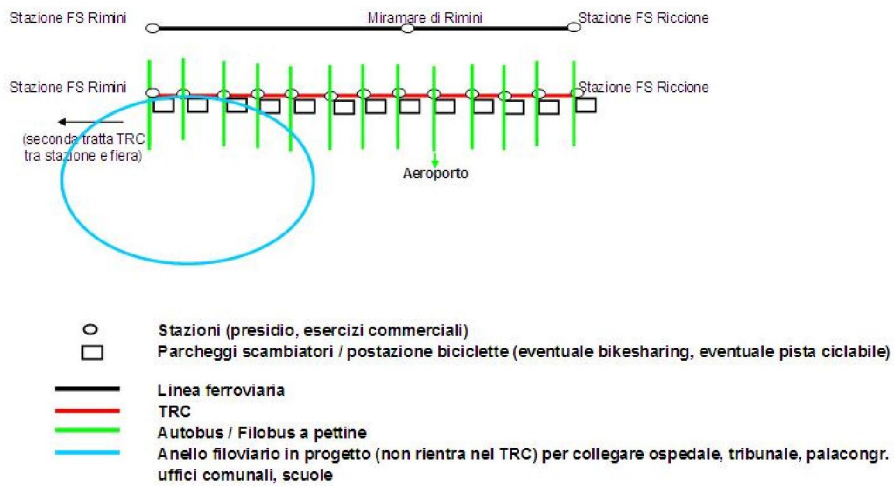 Stazione FS Rimini
Miramare di Rimini
Stazione FS Riccione
Stazione FS Rimini
Stazione FS Riccione
(seconda tratta TRC
tra stazione e fiera)
Aeroporto
Stazioni (presidio, esercizi commerciali)
Parcheggi scambiatori / postazione biciclette (eventuale bikesharing, eventuale pista ciclabile)
Linea ferroviaria
TRC
Autobus / Filobus a pettine
Anello filoviario in progetto (non rientra nel TRC) per collegare ospedale, tribunale, palacongr.
uffici comunali, scuole